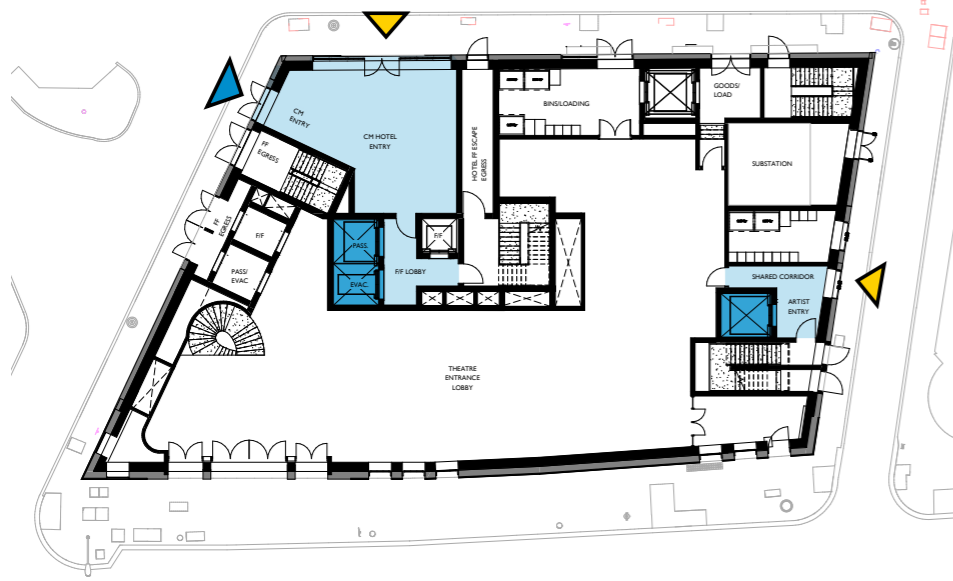 GOODS/
LOAD
BINS/LOADING
CM
ENTRY
CM HOTEL
ENTRY
FF
EGRESS
HOTEL FF ESCAPE
EGRESS
SUBSTATION
FF
EGRESS
F/F
F/F
PASS.
PASS/
EVAC
F/F LOBBY
EVAC
SHARED CORRIDOR
ARTIST
ENTRY
THEATRE
ENTRANCE
LOBBY